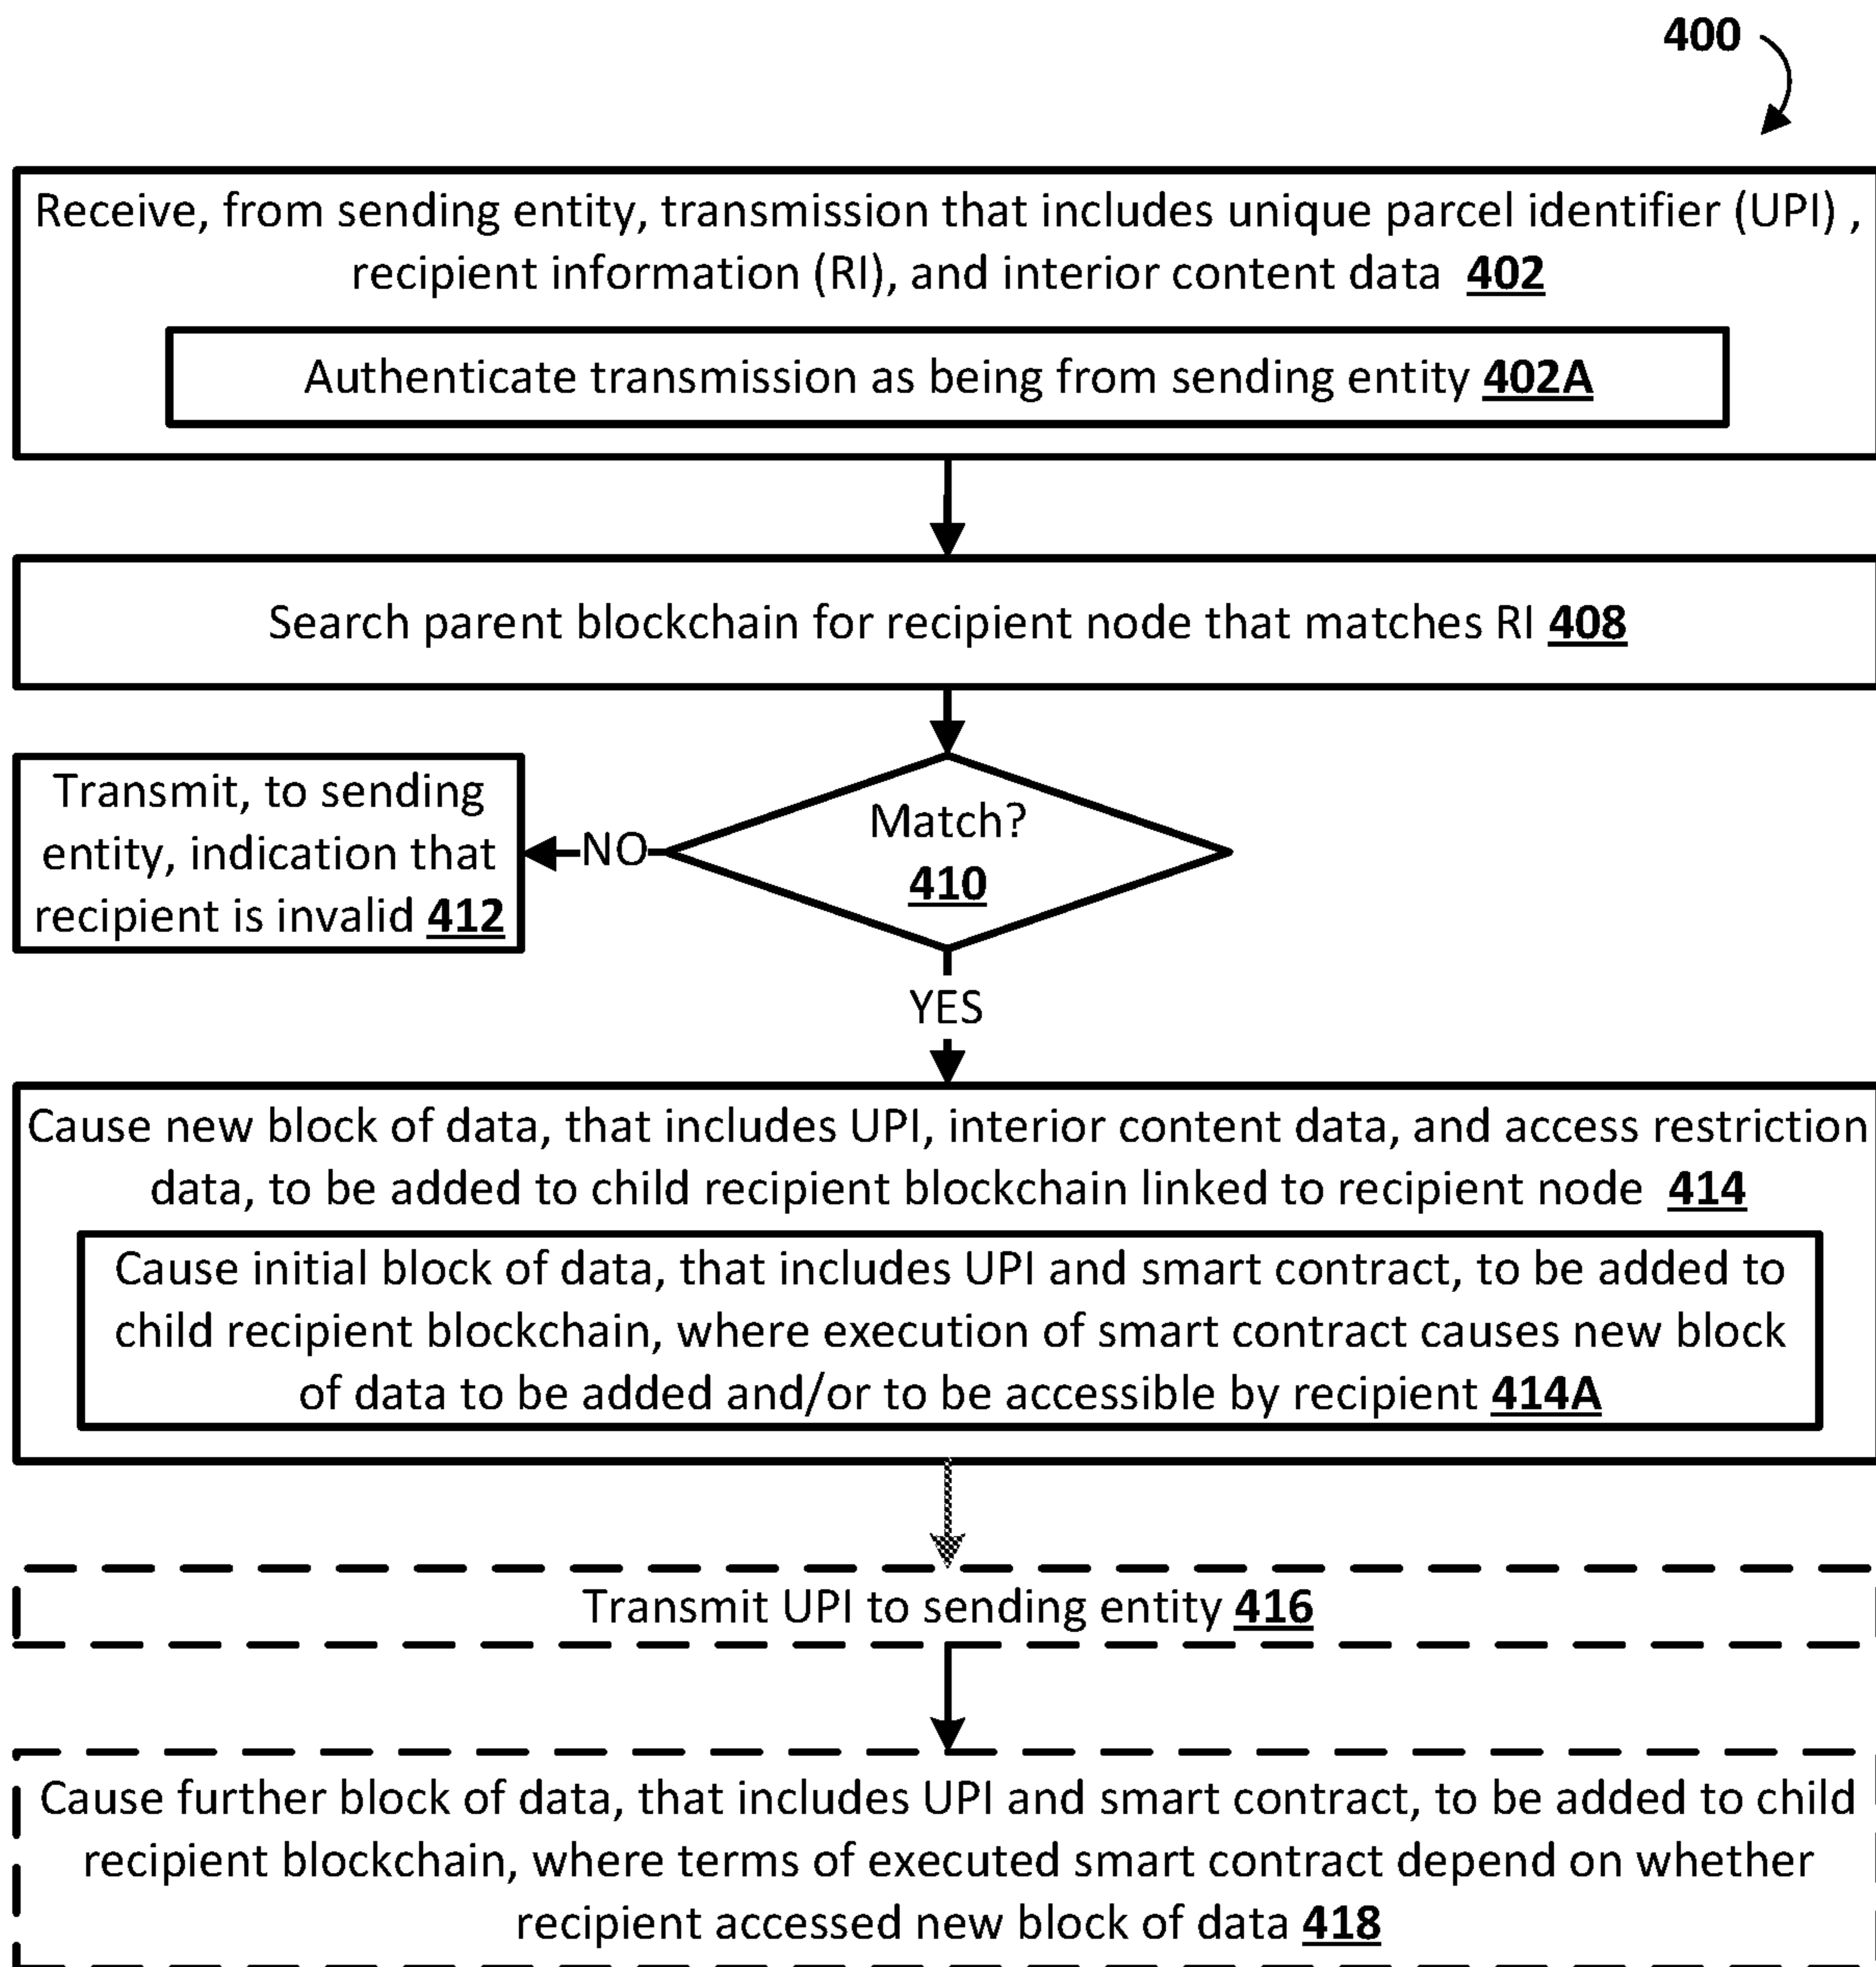 400
Receive, from sending entity, transmission that includes unique parcel identifier (UPI) ,
recipient information (RI), and interior content data 402
Authenticate transmission as being from sending entity 402A
Search parent blockchain for recipient node that matches RI 408
Match?
410
NO
Transmit, to sending
entity, indication that
recipient is invalid 412
YES
Cause new block of data, that includes UPI, interior content data, and access restriction
data, to be added to child recipient blockchain linked to recipient node 414
Cause initial block of data, that includes UPI and smart contract, to be added to
child recipient blockchain, where execution of smart contract causes new block
of data to be added and/or to be accessible by recipient 414A
Transmit UPI to sending entity 416
Cause further block of data, that includes UPI and smart contract, to be added to child
recipient blockchain, where terms of executed smart contract depend on whether
recipient accessed new block of data 418